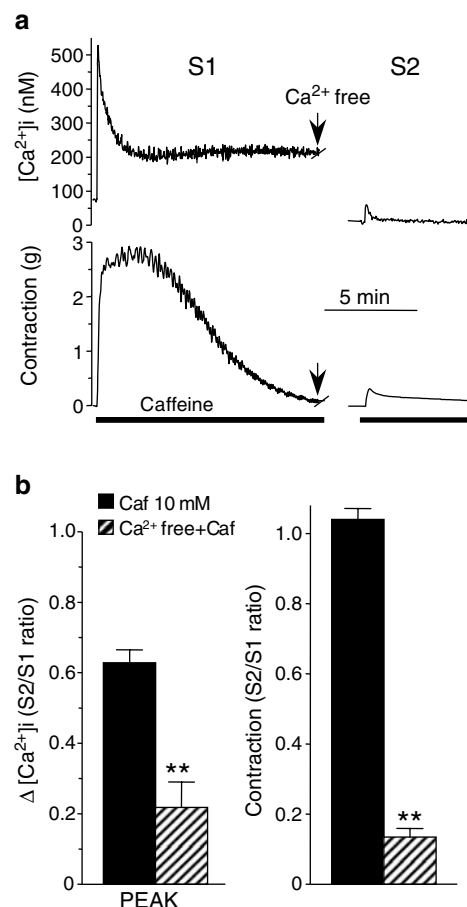 a
S1
S2
Ca²⁺ free
[Ca²⁺]i (nM)
500
400
300
200
100
0
Contraction (g)
3
2
1
0
5 min
Caffeine
b
Caf 10 mM
Ca²⁺ free+Caf
Δ [Ca²⁺]i (S2/S1 ratio)
1.0
0.8
0.6
0.4
0.2
0
**
PEAK
Contraction (S2/S1 ratio)
1.0
0.8
0.6
0.4
0.2
0
**